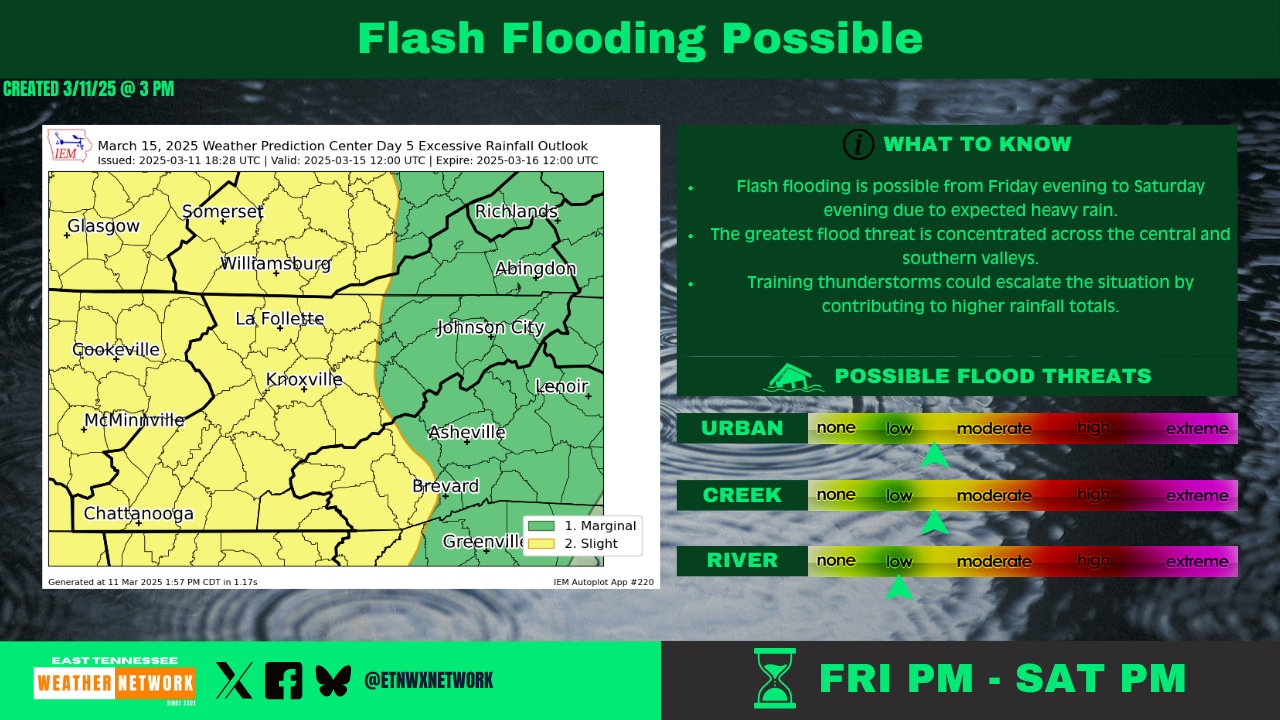 Flash Flooding Possible
CREATED 3/11/25 @ 3 PM
IEM
March 15, 2025 Weather Prediction Center Day 5 Excessive Rainfall Outlook
Issued: 2025-03-11 18:28 UTC | Valid: 2025-03-15 12:00 UTC | Expire: 2025-03-16 12:00 UTC
Glasgow
Somerset
Richlands
Williamsburg
Abingdon
La Follette
Johnson City
Cookeville
Knoxville
Lenoir
McMinnville
Asheville
Brevard
Chattanooga
Greenville
1. Marginal
2. Slight
Generated at 11 Mar 2025 1:57 PM CDT in 1.17s
IEM Autoplot App #220
i WHAT TO KNOW
• Flash flooding is possible from Friday evening to Saturday
evening due to expected heavy rain.
• The greatest flood threat is concentrated across the central and
southern valleys.
• Training thunderstorms could escalate the situation by
contributing to higher rainfall totals.
POSSIBLE FLOOD THREATS
URBAN none low moderate high extreme
CREEK none low moderate high extreme
RIVER none low moderate high extreme
EAST TENNESSEE
WEATHER NETWORK
SINCE 2021
@ETNWXNETWORK
FRI PM - SAT PM